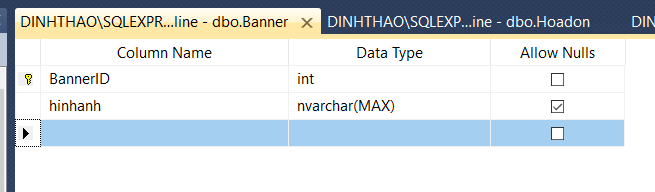 DINHTHAO\SQLEXPR...line - dbo.Banner DINHTHAO\SQLEXP...ine - dbo.Hoadon DI
Column Name Data Type Allow Nulls
BannerID int
hinhanh nvarchar(MAX)